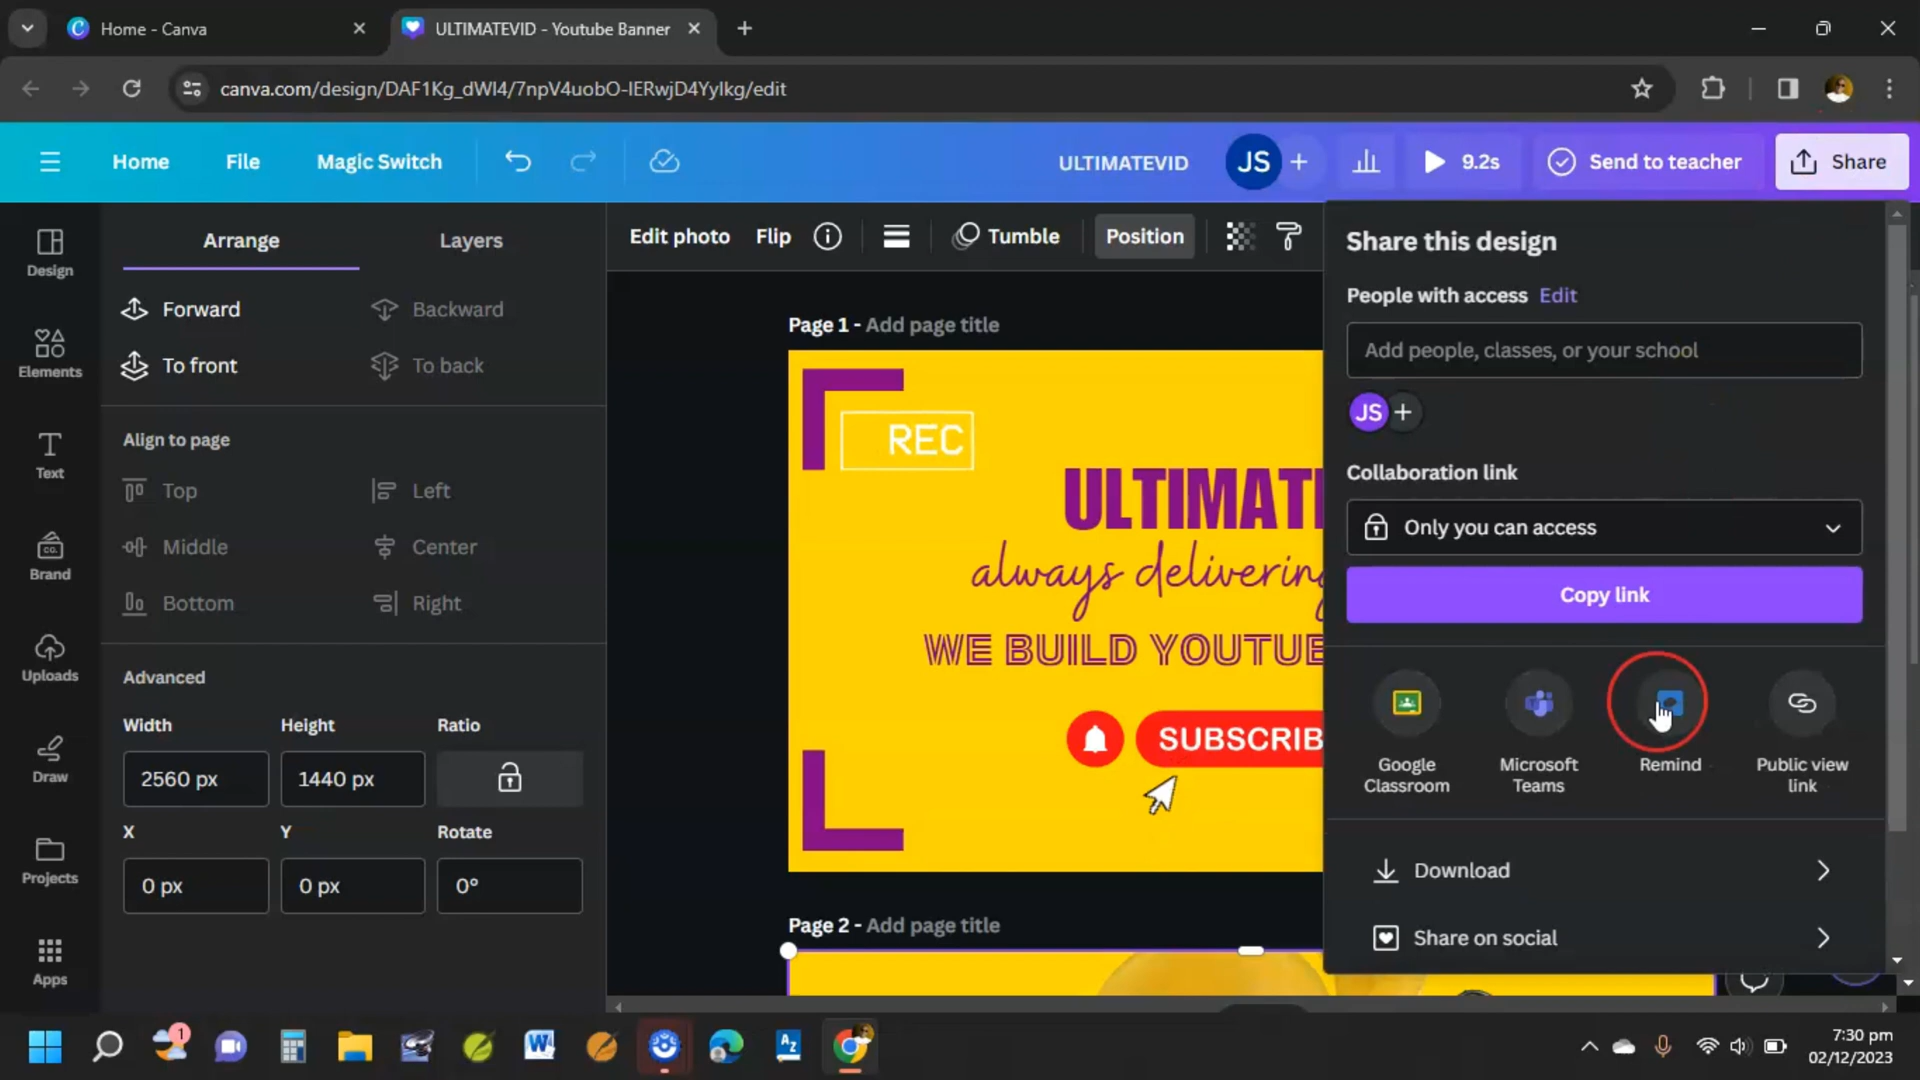 Home - Canva
ULTIMATEVID - Youtube Banner
canva.com/design/DAF1Kg_dWI4/7npV4uobO-IERwjD4Yylkg/edit
Home
File
Magic Switch
ULTIMATEVID
JS
9.2s
Send to teacher
Share
Design
Elements
Text
Brand
CO.
Uploads
Draw
Projects
Apps
Arrange
Layers
Forward
Backward
To front
To back
Align to page
Top
Left
Middle
Center
Bottom
Right
Advanced
Width
Height
Ratio
2560 px
1440 px
X
Y
Rotate
0 px
0 px
0°
Edit photo
Flip
Tumble
Position
Page 1 - Add page title
REC
ULTIMAT
always delivering
WE BUILD YOUTUB
SUBSCRIB
Page 2 - Add page title
Share this design
People with access Edit
Add people, classes, or your school
JS
Collaboration link
Only you can access
Copy link
Google Classroom
Microsoft Teams
Remind
Public view link
Download
Share on social
1
W
A Z
7:30 pm
02/12/2023